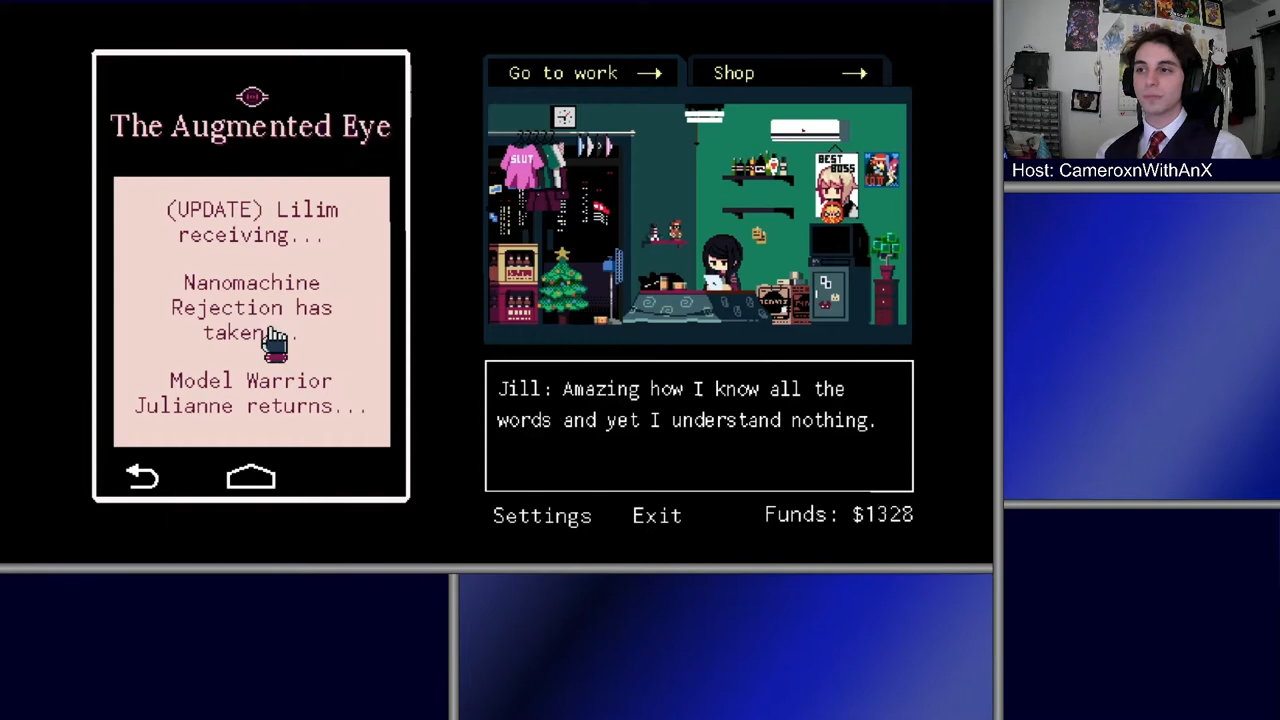 The Augmented Eye
(UPDATE) Lilim
receiving...
Nanomachine
Rejection has
Model Warrior
Julianne returns...
Go to work
Shop
SLUT
BEST
BOSS
Jill: Amazing how I know all the
words and yet I understand nothing.
Settings
Exit
Funds: $1328
Host: CameroxnWithAnX